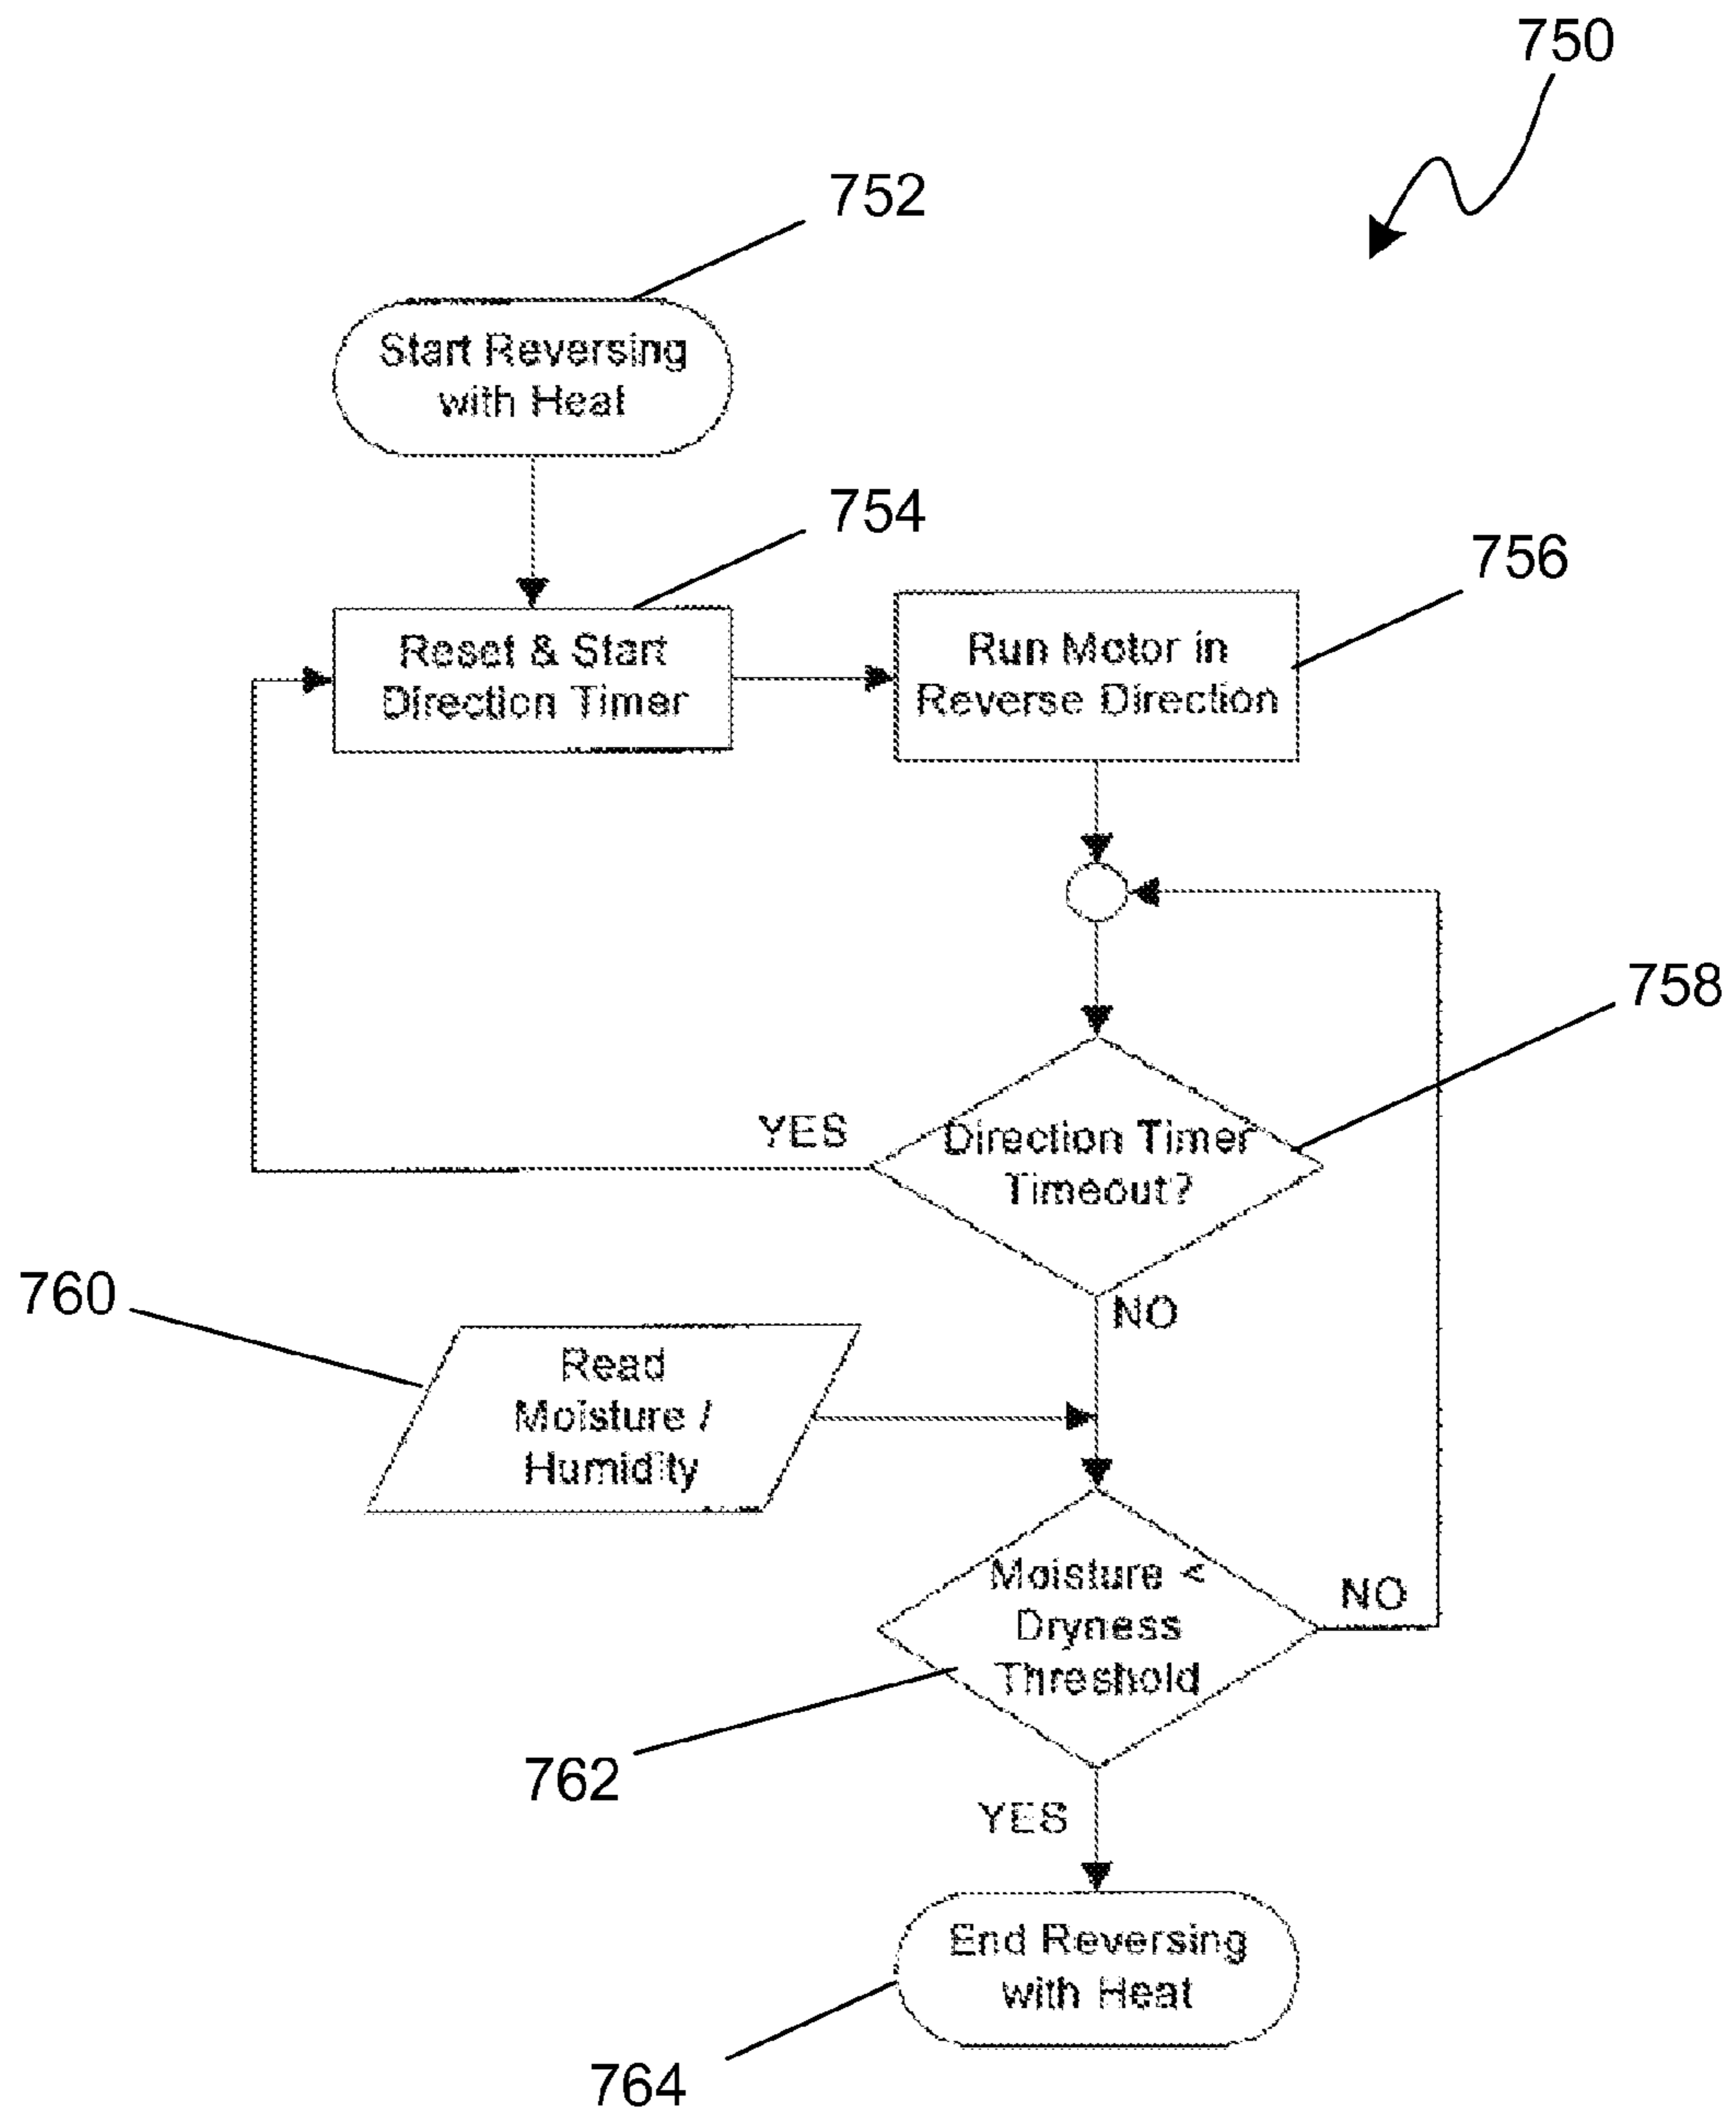 750
752
Start Reversing
with Heat
754
Reset & Start
Direction Timer
756
Run Motor in
Reverse Direction
758
YES
Direction Timer
Timeout?
NO
760
Read
Moisture /
Humidity
Moisture <
Dryness
Threshold
NO
762
YES
End Reversing
with Heat
764